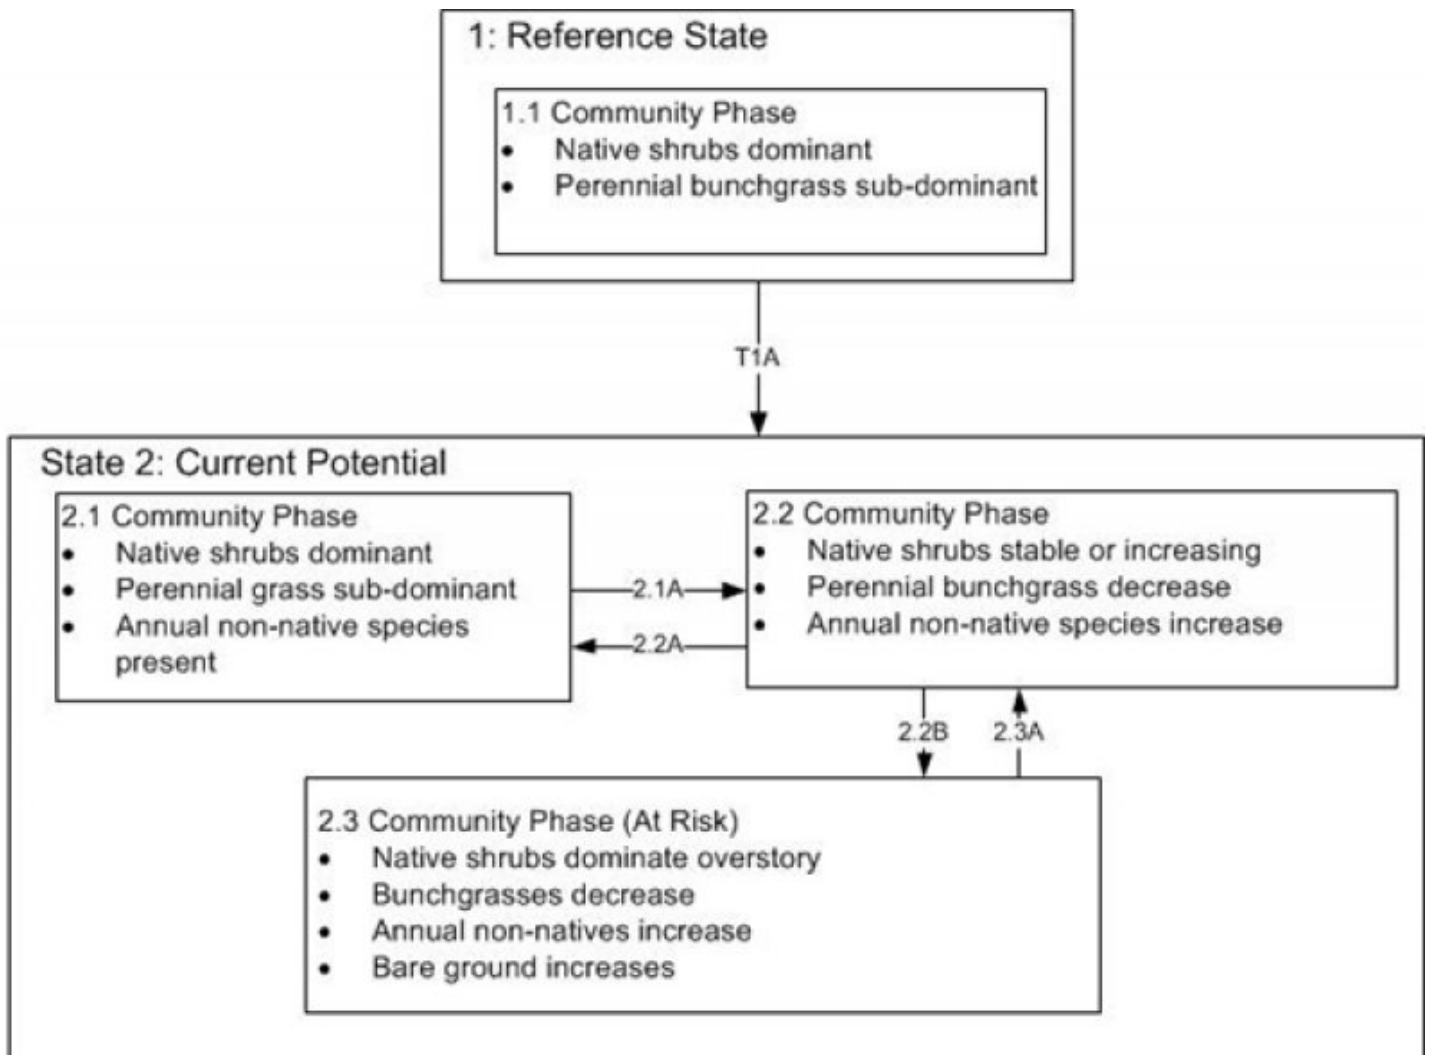 1: Reference State
1.1 Community Phase
• Native shrubs dominant
• Perennial bunchgrass sub-dominant
T1A
State 2: Current Potential
2.1 Community Phase
• Native shrubs dominant
• Perennial grass sub-dominant
• Annual non-native species
present
2.1A
2.2A
2.2 Community Phase
• Native shrubs stable or increasing
• Perennial bunchgrass decrease
• Annual non-native species increase
2.2B
2.3A
2.3 Community Phase (At Risk)
• Native shrubs dominate overstory
• Bunchgrasses decrease
• Annual non-natives increase
• Bare ground increases